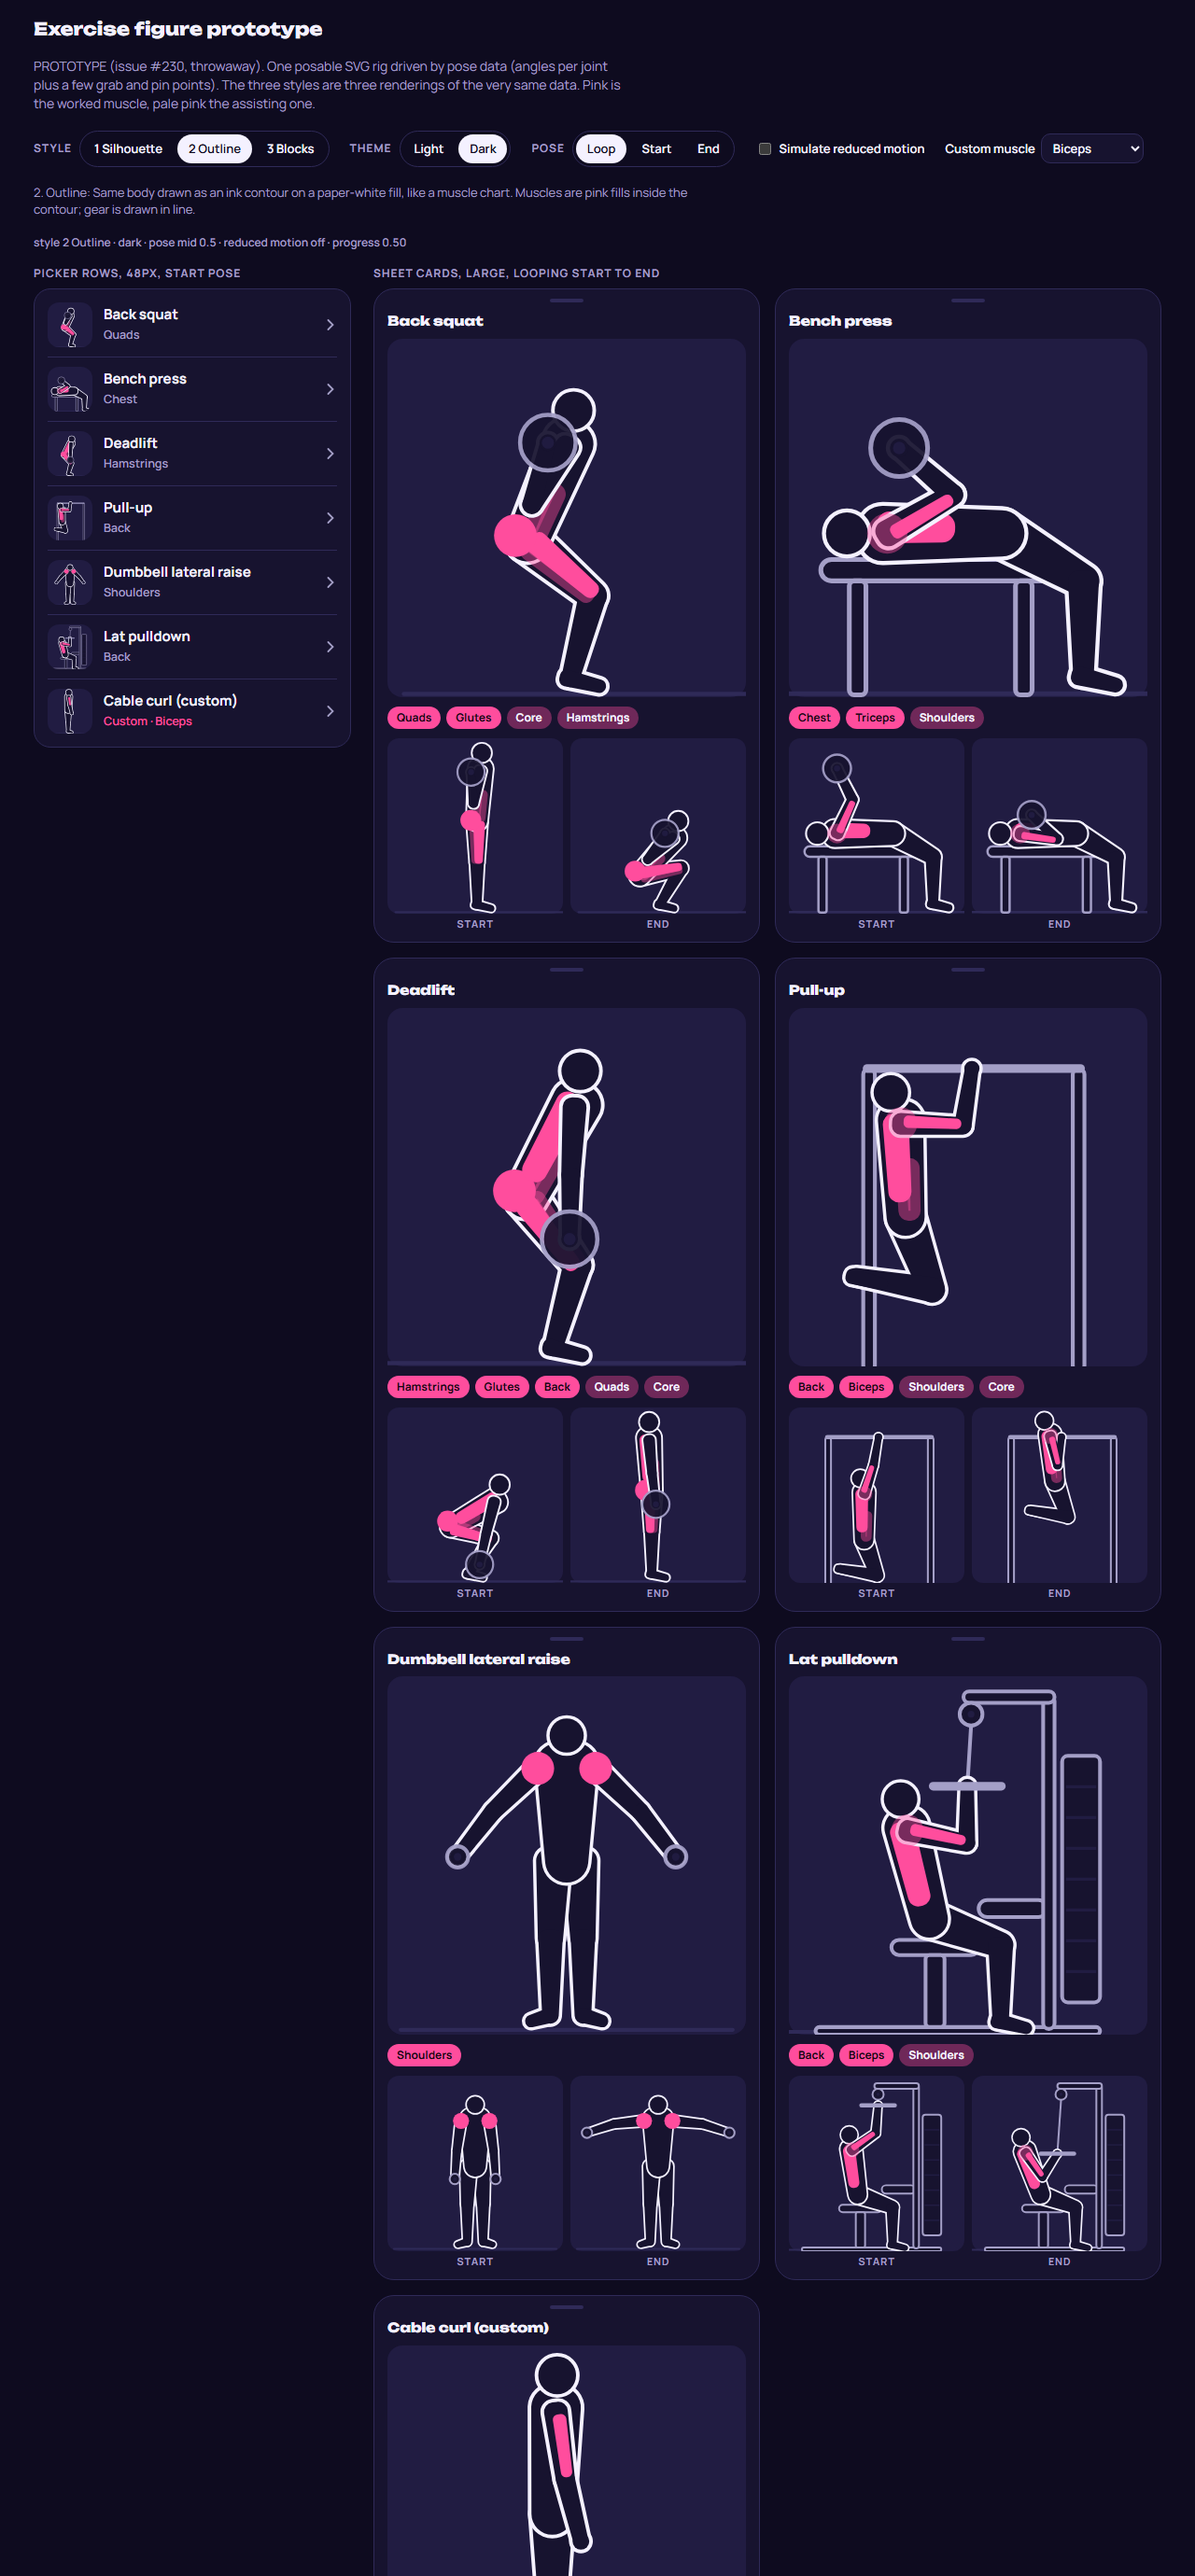 Exercise figure prototype
PROTOTYPE (issue #230, throwaway). One posable SVG rig driven by pose data (angles per joint
plus a few grab and pin points). The three styles are three renderings of the very same data. Pink is
the worked muscle, pale pink the assisting one.
STYLE 1 Silhouette 2 Outline 3 Blocks THEME Light Dark POSE Loop Start End Simulate reduced motion Custom muscle Biceps
2. Outline: Same body drawn as an ink contour on a paper-white fill, like a muscle chart. Muscles are pink fills inside the
contour; gear is drawn in line.
style 2 Outline · dark · pose mid 0.5 · reduced motion off · progress 0.50
PICKER ROWS, 48PX, START POSE
Back squat
Quads
Bench press
Chest
Deadlift
Hamstrings
Pull-up
Back
Dumbbell lateral raise
Shoulders
Lat pulldown
Back
Cable curl (custom)
Custom · Biceps
SHEET CARDS, LARGE, LOOPING START TO END
Back squat
Quads Glutes Core Hamstrings
START END
Bench press
Chest Triceps Shoulders
START END
Deadlift
Hamstrings Glutes Back Quads Core
START END
Pull-up
Back Biceps Shoulders Core
START END
Dumbbell lateral raise
Shoulders
START END
Lat pulldown
Back Biceps Shoulders
START END
Cable curl (custom)